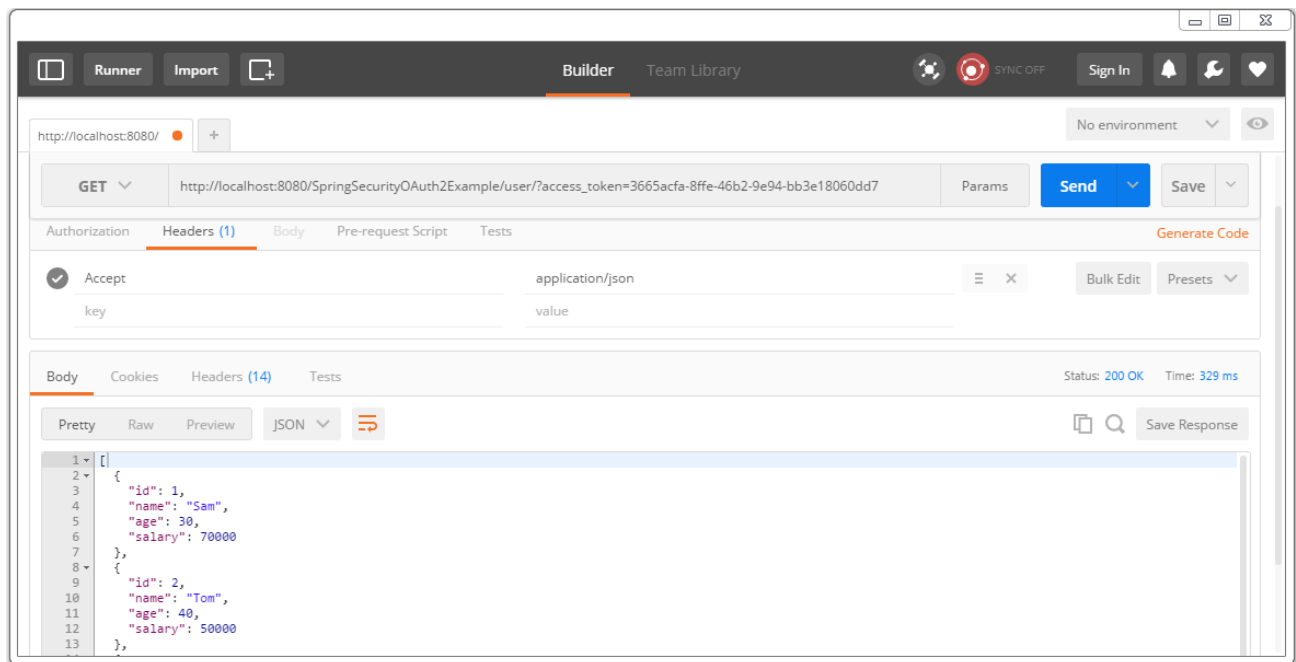 Runner Import Builder Team Library SYNC OFF Sign In
http://localhost:8080/ + No environment
GET http://localhost:8080/SpringSecurityOAuth2Example/user/?access_token=3665acfa-8ffe-46b2-9e94-bb3e18060dd7 Params Send Save
Authorization Headers (1) Body Pre-request Script Tests Generate Code
Accept application/json Bulk Edit Presets
key value
Body Cookies Headers (14) Tests Status: 200 OK Time: 329 ms
Pretty Raw Preview JSON Save Response
1 [
2 {
3 "id": 1,
4 "name": "Sam",
5 "age": 30,
6 "salary": 70000
7 },
8 {
9 "id": 2,
10 "name": "Tom",
11 "age": 40,
12 "salary": 50000
13 },